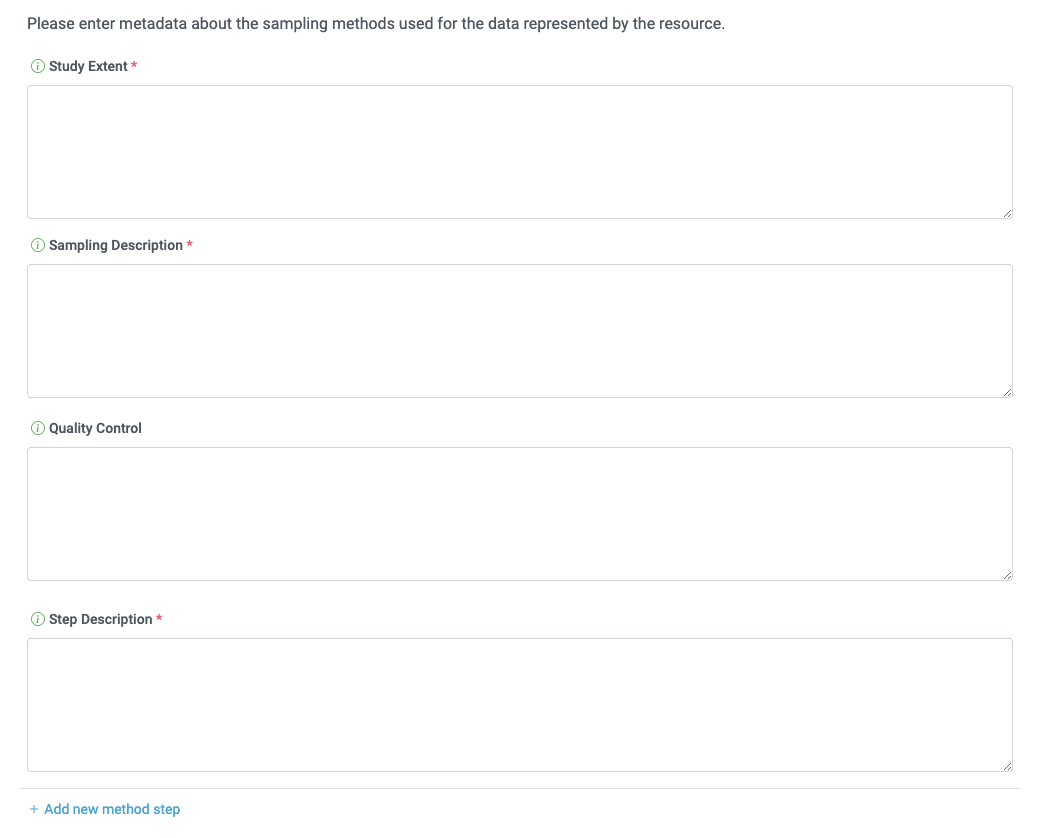 Please enter metadata about the sampling methods used for the data represented by the resource.
Study Extent *
Sampling Description *
Quality Control
Step Description *
+ Add new method step